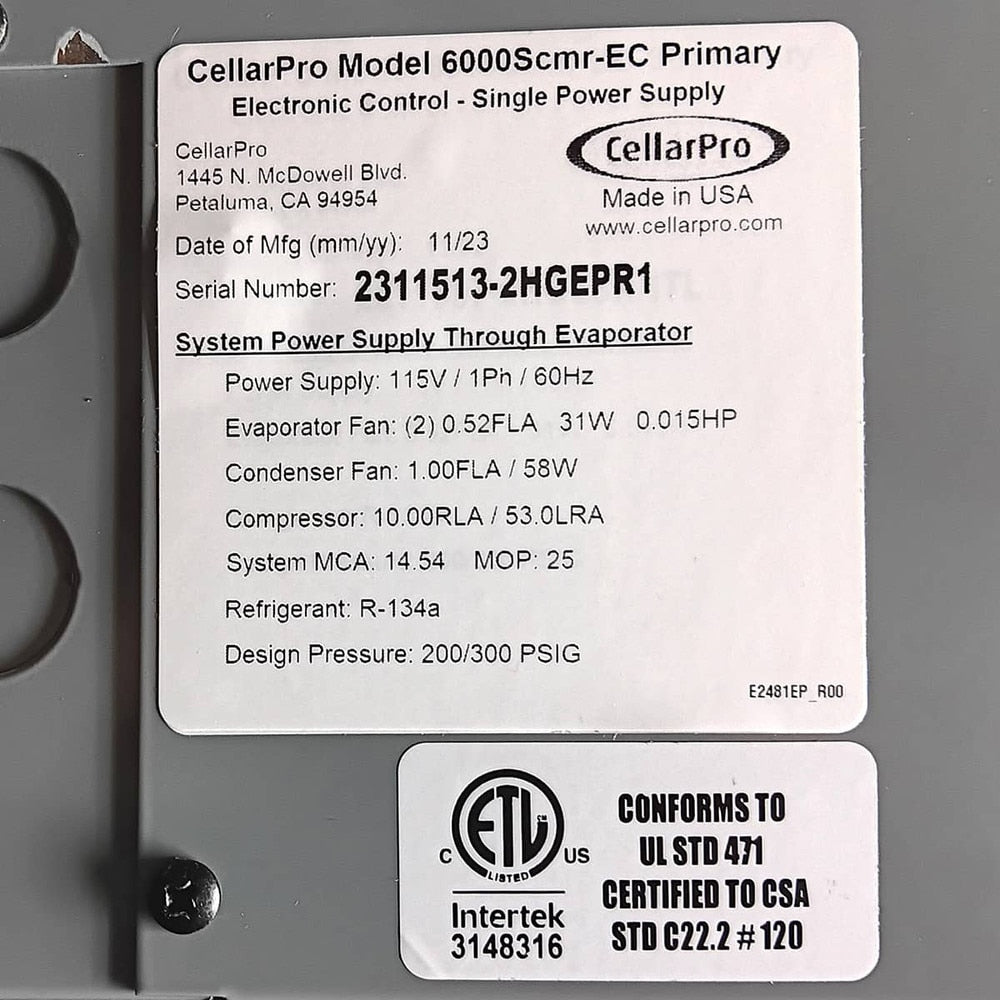 CellarPro Model 6000Scmr-EC Primary
Electronic Control - Single Power Supply
CellarPro
1445 N. McDowell Blvd.
Petaluma, CA 94954
CellarPro
Made in USA
www.cellarpro.com
Date of Mfg (mm/yy): 11/23
Serial Number: 2311513-2HGEPR1
System Power Supply Through Evaporator
Power Supply: 115V / 1Ph / 60Hz
Evaporator Fan: (2) 0.52FLA 31W 0.015HP
Condenser Fan: 1.00FLA / 58W
Compressor: 10.00RLA / 53.0LRA
System MCA: 14.54 MOP: 25
Refrigerant: R-134a
Design Pressure: 200/300 PSIG
E2481EP_R00
C ETL CM US
LISTED
Intertek
3148316
CONFORMS TO
UL STD 471
CERTIFIED TO CSA
STD C22.2 # 120